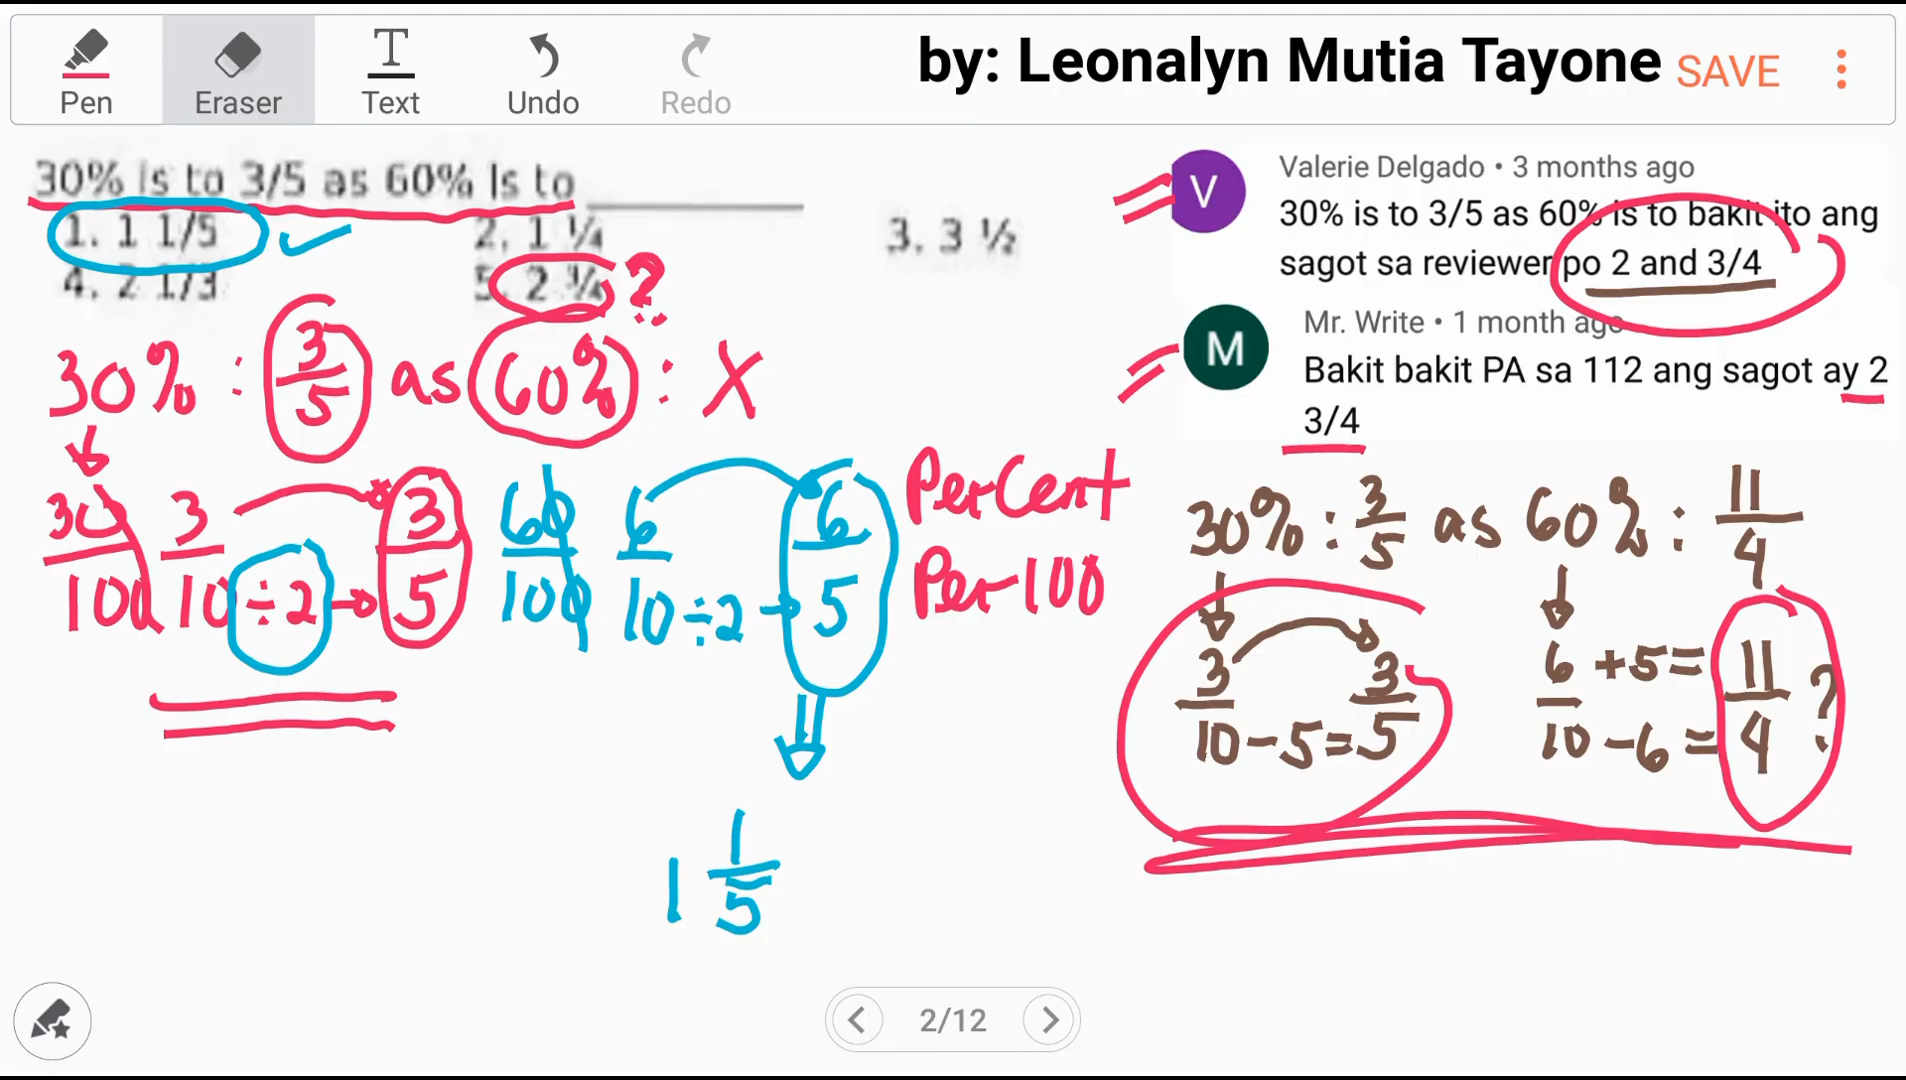 Pen
Eraser
Text
Undo
Redo
by: Leonalyn Mutia Tayone
SAVE
30% is to 3/5 as 60% is to __________
1. 1 1/5
2. 1 ¼
3. 3 ½
4. 2 1/3
5. 2 ¾
?
30% : 3/5 as 60% : X
30/100 3/10 ÷2 → 3/5
60/100 6/10 ÷2 → 6/5
1 1/5
Percent
Per 100
V
Valerie Delgado • 3 months ago
30% is to 3/5 as 60% is to bakit ito ang
sagot sa reviewer po 2 and 3/4
M
Mr. Write • 1 month ago
Bakit bakit PA sa 112 ang sagot ay 2
3/4
30% : 3/5 as 60% : 11/4
3 3
10 - 5 = 5
6 + 5 = 11
10 - 6 = 4
?
2/12